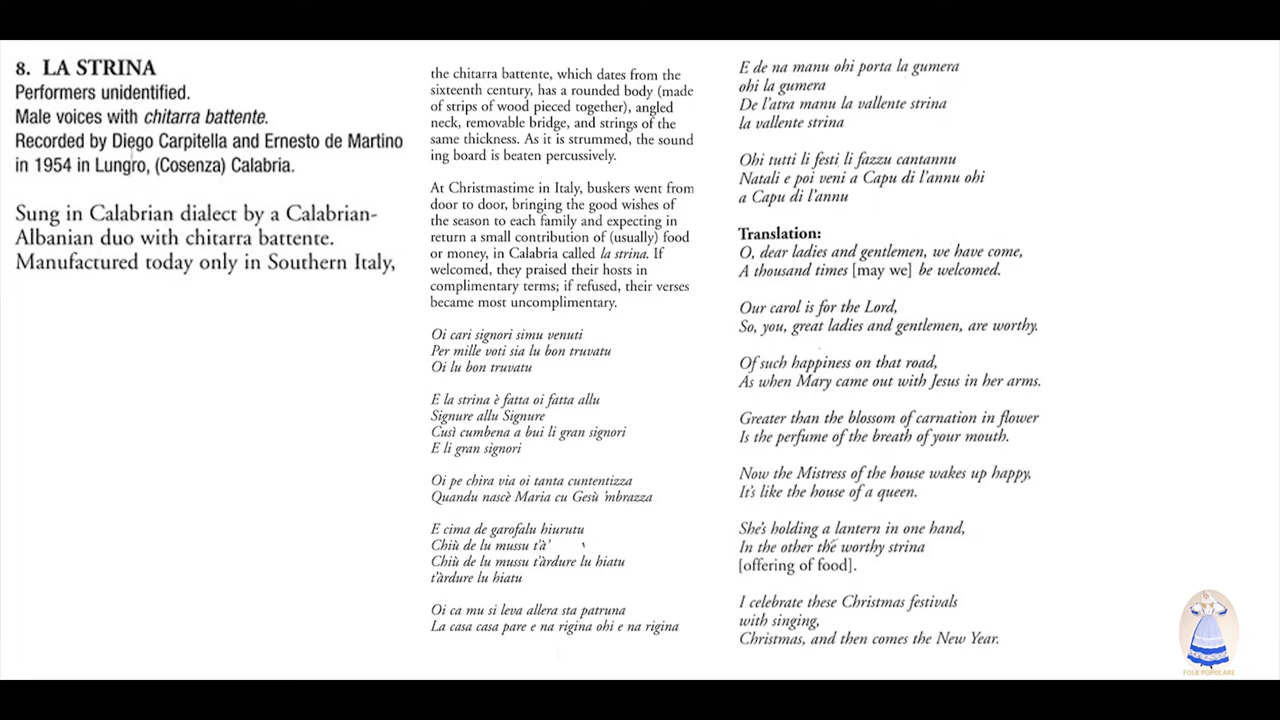 8. LA STRINA
Performers unidentified.
Male voices with chitarra battente.
Recorded by Diego Carpitella and Ernesto de Martino
in 1954 in Lungro, (Cosenza) Calabria.
Sung in Calabrian dialect by a Calabrian-
Albanian duo with chitarra battente.
Manufactured today only in Southern Italy,
the chitarra battente, which dates from the
sixteenth century, has a rounded body (made
of strips of wood pieced together), angled
neck, removable bridge, and strings of the
same thickness. As it is strummed, the sound
ing board is beaten percussively.
At Christmastime in Italy, buskers went from
door to door, bringing the good wishes of
the season to each family and expecting in
return a small contribution of (usually) food
or money, in Calabria called la strina. If
welcomed, they praised their hosts in
complimentary terms; if refused, their verses
became most uncomplimentary.
Oi cari signori simu venuti
Per mille voti sia lu bon truvatu
Oi lu bon truvatu
E la strina è fatta oi fatta allu
Signure allu Signure
Cusì cumbena a bui li gran signori
E li gran signori
Oi pe chira via oi tanta cuntentizza
Quandu nascè Maria cu Gesù 'mbrazza
E cima de garofalu hiurutu
Chiù de lu mussu t'à'
Chiù de lu mussu t'àrdure lu hiatu
t'àrdure lu hiatu
Oi ca mu si leva allera sta patruna
La casa casa pare e na rigina ohi e na rigina
E de na manu ohi porta la gumera
ohi la gumera
De l'atra manu la vallente strina
la vallente strina
Ohi tutti li festi li fazzu cantannu
Natali e poi veni a Capu di l'annu ohi
a Capu di l'annu
Translation:
O, dear ladies and gentlemen, we have come,
A thousand times [may we] be welcomed.
Our carol is for the Lord,
So, you, great ladies and gentlemen, are worthy.
Of such happiness on that road,
As when Mary came out with Jesus in her arms.
Greater than the blossom of carnation in flower
Is the perfume of the breath of your mouth.
Now the Mistress of the house wakes up happy,
It's like the house of a queen.
She's holding a lantern in one hand,
In the other the worthy strina
[offering of food].
I celebrate these Christmas festivals
with singing,
Christmas, and then comes the New Year.
FOLK POPOLARE